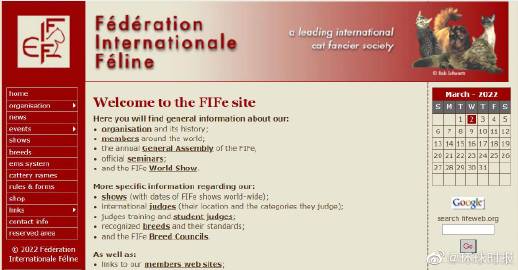 FIFe
Fédération
Internationale
Féline
a leading international
cat fancier society
home
organisation
news
events
shows
breeds
ems system
cattery names
rules & forms
shop
links
contact info
reserved area
© 2022 Fédération
Internationale Féline
Welcome to the FIFe site
Here you will find general information about our:
• organisation and its history;
• members around the world;
• the annual General Assembly of the FIFe,
• official seminars;
• and the FIFe World Show.
More specific information regarding our:
• shows (with dates of FIFe shows world-wide);
• international judges (their location and the categories they judge);
• judges training and student judges;
• recognized breeds and their standards;
• and the FIFe Breed Councils.
As well as:
• links to our members web sites;
March - 2022
S M T W T F S
1 2 3 4 5
6 7 8 9 10 11 12
13 14 15 16 17 18 19
20 21 22 23 24 25 26
27 28 29 30 31
Google
search fifeweb.org
Go
@环球时报